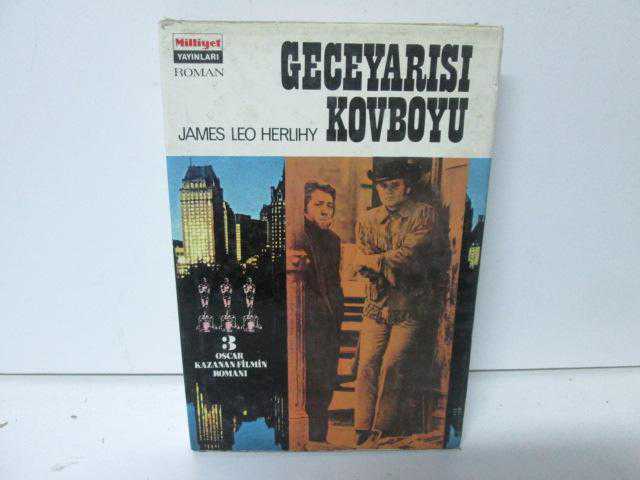 Milliyet
YAYINLARI
ROMAN
GECEYARISI
JAMES LEO HERLIHY KOVBOYU
3
OSCAR
KAZANAN FİLMİN
ROMANI